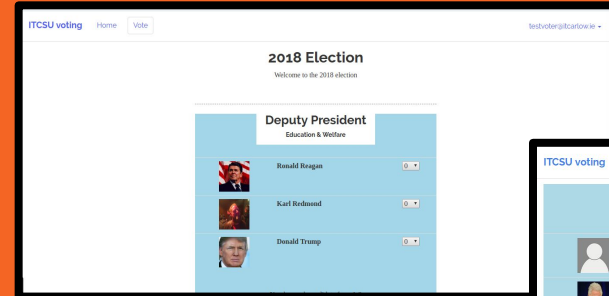 ITCSU voting Home Vote testvoter@itcarlow.ie
2018 Election
Welcome to the 2018 election
Deputy President
Education & Welfare
Ronald Reagan 0
Karl Redmond 0
Donald Trump 0
ITCSU voting